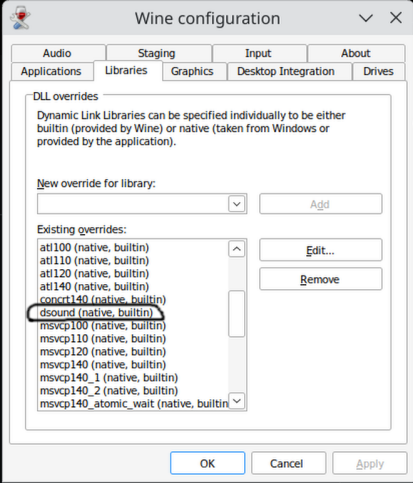 Wine configuration
Audio
Staging
Input
About
Applications
Libraries
Graphics
Desktop Integration
Drives
DLL overrides
Dynamic Link Libraries can be specified individually to be either
builtin (provided by Wine) or native (taken from Windows or
provided by the application).
New override for library:
Add
Existing overrides:
atl100 (native, builtin)
atl110 (native, builtin)
atl120 (native, builtin)
atl140 (native, builtin)
concrt140 (native, builtin)
dsound (native, builtin)
msvcp100 (native, builtin)
msvcp110 (native, builtin)
msvcp120 (native, builtin)
msvcp140 (native, builtin)
msvcp140_1 (native, builtin)
msvcp140_2 (native, builtin)
msvcp140_atomic_wait (native, builtin
Edit...
Remove
OK
Cancel
Apply